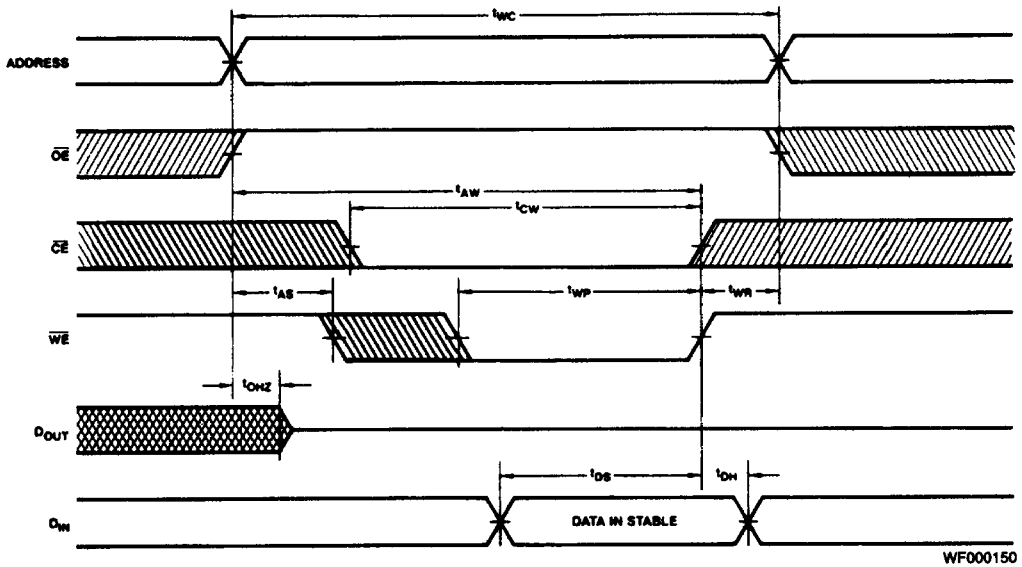 tWC
ADDRESS
OE
tAW
tCW
CE
tAS
tWP
tWR
WE
tOHZ
DOUT
tDS
tDH
DIN
DATA IN STABLE
WF000150